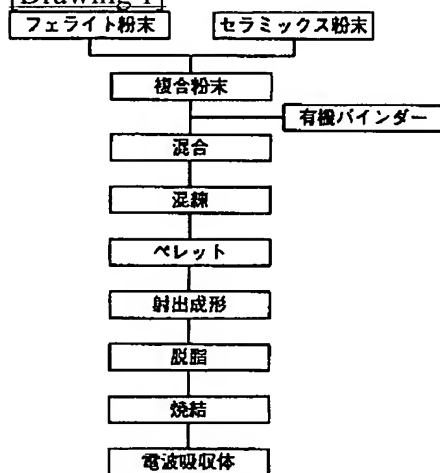 Drawing 1
フェライト粉末
セラミックス粉末
複合粉末
有機バインダー
混合
混練
ペレット
射出成形
脱脂
焼結
電波吸収体